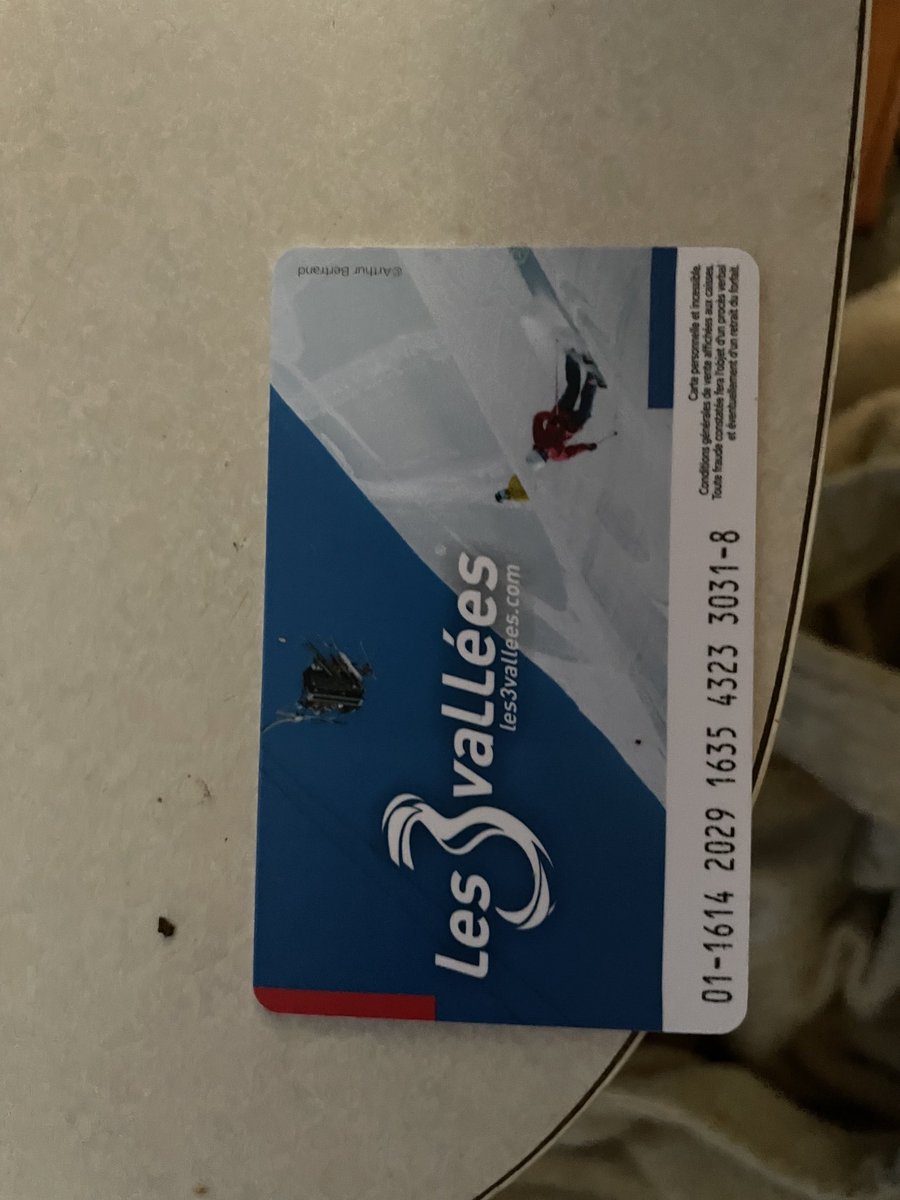 Les 3 vallées
les3vallees.com
©Arthur Bertrand
01-1614 2029 1635 4323 3031-8
Carte personnelle et incessible.
Conditions générales de vente affichées aux caisses.
Toute fraude constatée fera l'objet d'un procès verbal
et éventuellement d'un retrait du forfait.